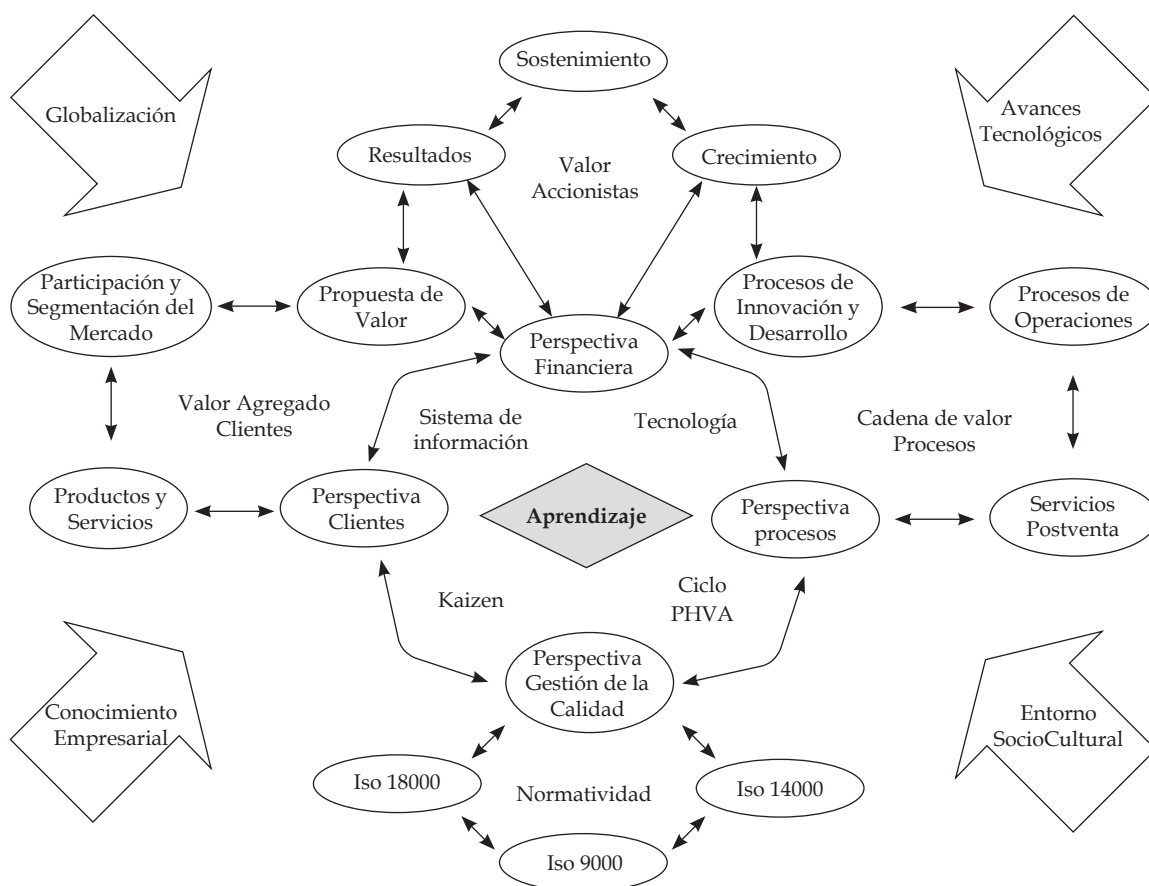 Sostenimiento
Globalización
Avances
Tecnológicos
Resultados
Valor
Accionistas
Crecimiento
Participación y
Segmentación del
Mercado
Propuesta de
Valor
Procesos de
Innovación y
Desarrollo
Procesos de
Operaciones
Perspectiva
Financiera
Valor Agregado
Clientes
Sistema de
información
Tecnología
Cadena de valor
Procesos
Productos y
Servicios
Perspectiva
Clientes
Aprendizaje
Perspectiva
procesos
Servicios
Postventa
Kaizen
Ciclo
PHVA
Perspectiva
Gestión de la
Calidad
Conocimiento
Empresarial
Entorno
SocioCultural
Iso 18000
Normatividad
Iso 14000
Iso 9000